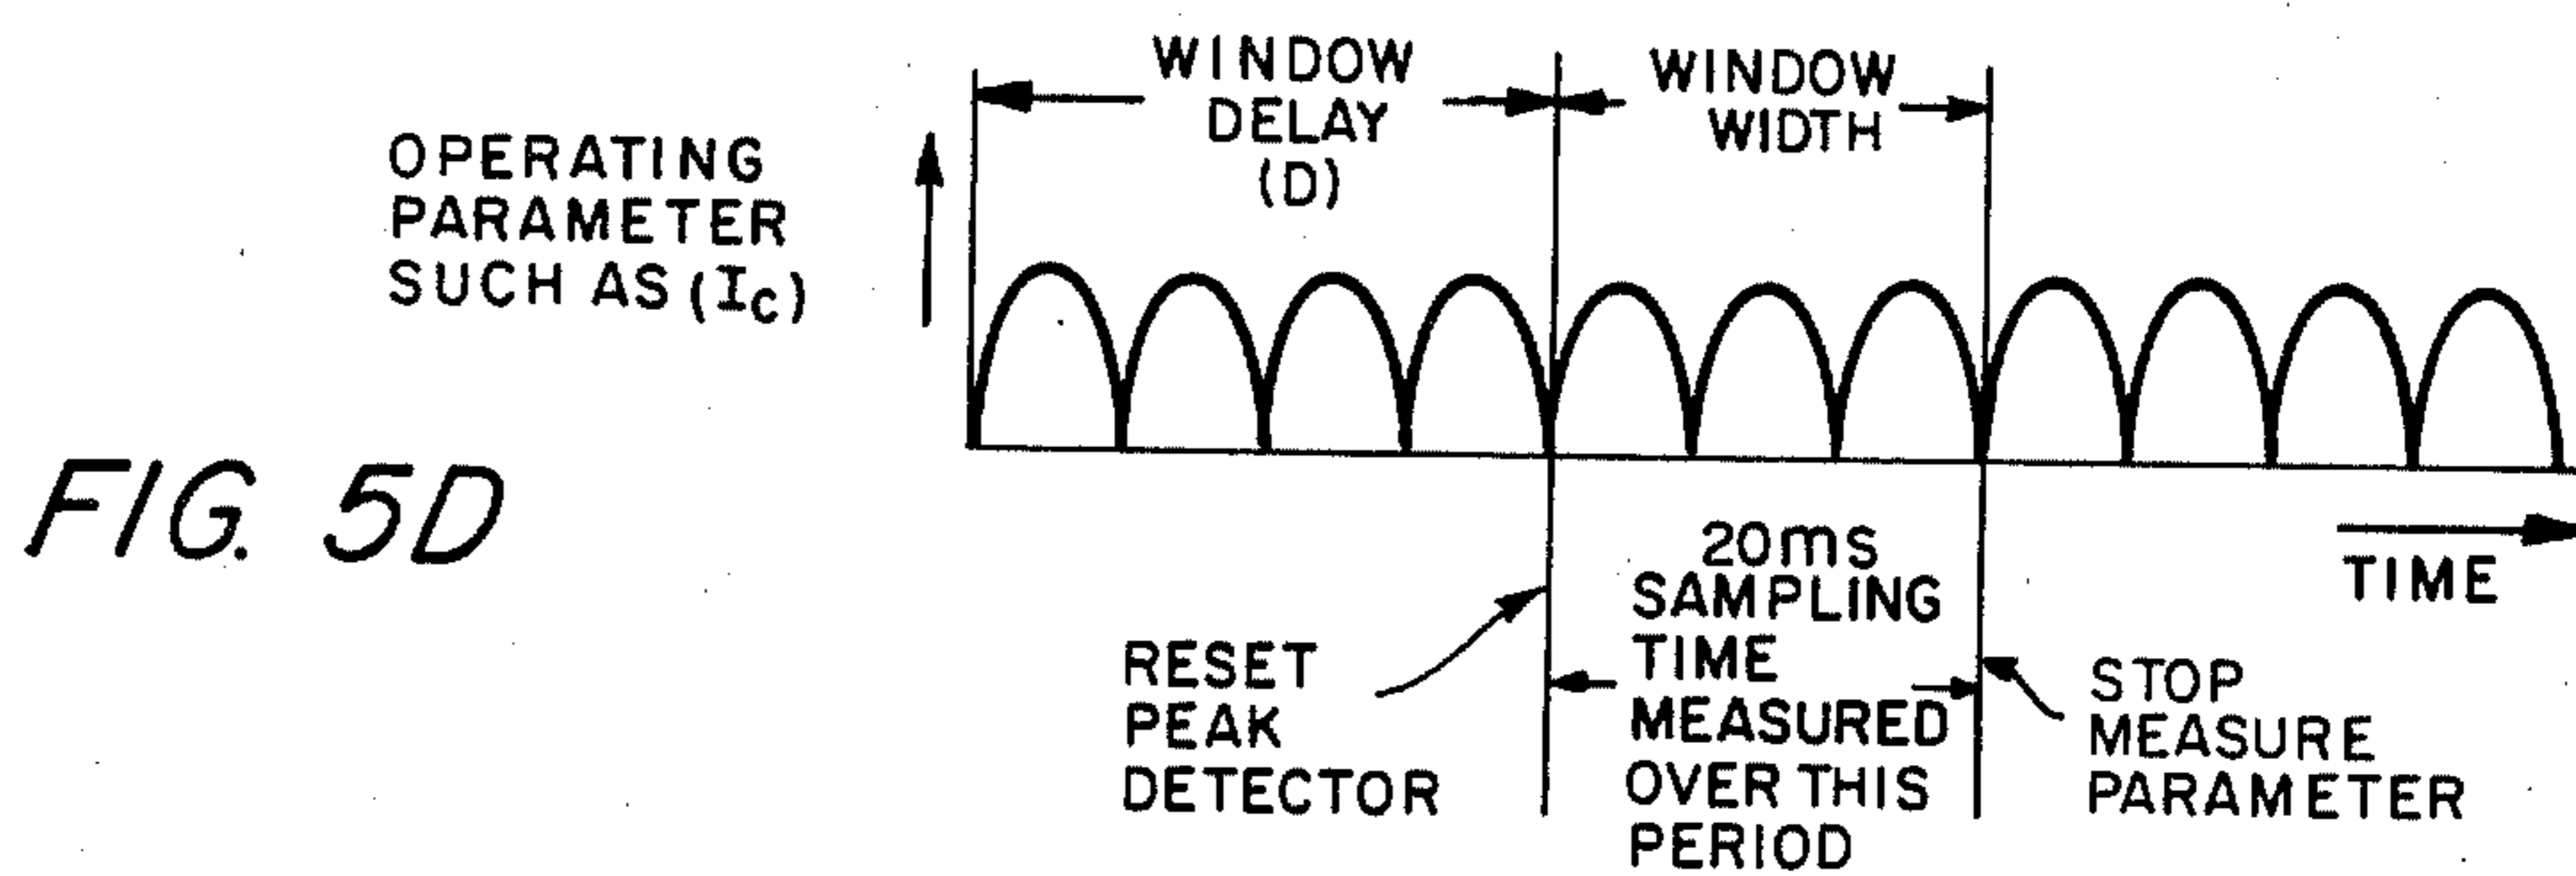 WINDOW
DELAY
(D)
WINDOW
WIDTH
OPERATING
PARAMETER
SUCH AS (IC)
FIG. 5D
TIME
RESET
PEAK
DETECTOR
20ms
SAMPLING
TIME
MEASURED
OVER THIS
PERIOD
STOP
MEASURE
PARAMETER